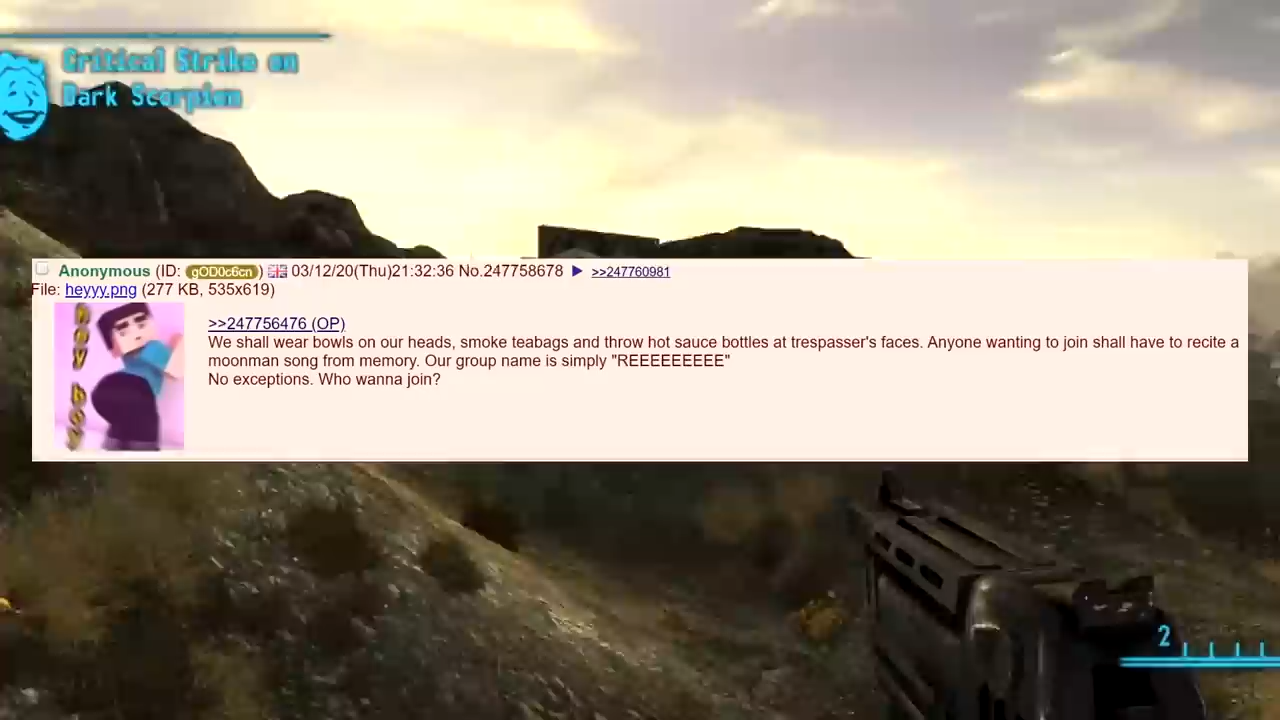 Critical Strike on
Dark Scorpion
Anonymous (ID: gOD0c6cn) 03/12/20(Thu)21:32:36 No.247758678 ▶ >>247760981
File: heyyy.png (277 KB, 535x619)
hey bsy
>>247756476 (OP)
We shall wear bowls on our heads, smoke teabags and throw hot sauce bottles at trespasser's faces. Anyone wanting to join shall have to recite a
moonman song from memory. Our group name is simply "REEEEEEEEE"
No exceptions. Who wanna join?
2